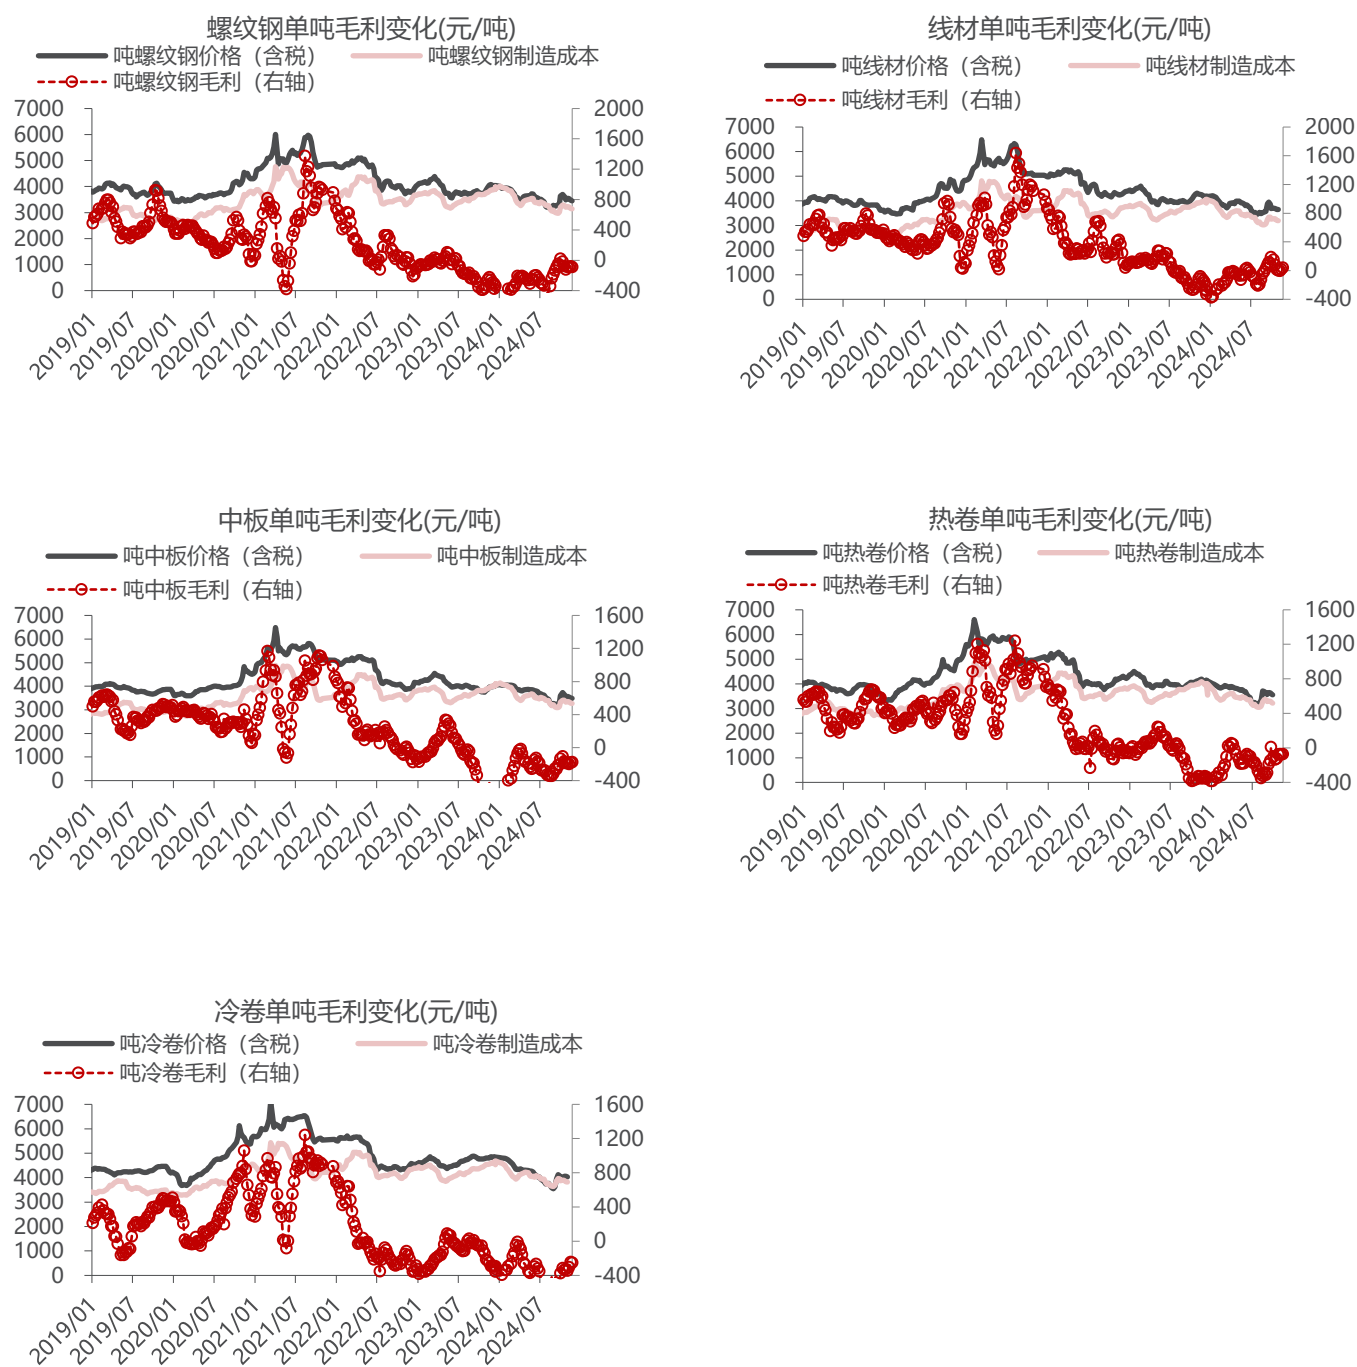 螺纹钢单吨毛利变化(元/吨)
吨螺纹钢价格（含税） 吨螺纹钢制造成本
吨螺纹钢毛利（右轴）
7000 2000
6000 1600
5000 1200
4000 800
3000 400
2000 0
1000 -400
0
2019/01 2019/07 2020/01 2020/07 2021/01 2021/07 2022/01 2022/07 2023/01 2023/07 2024/01 2024/07
线材单吨毛利变化(元/吨)
吨线材价格（含税） 吨线材制造成本
吨线材毛利（右轴）
7000 2000
6000 1600
5000 1200
4000 800
3000 400
2000 0
1000 -400
0
2019/01 2019/07 2020/01 2020/07 2021/01 2021/07 2022/01 2022/07 2023/01 2023/07 2024/01 2024/07
中板单吨毛利变化(元/吨)
吨中板价格（含税） 吨中板制造成本
吨中板毛利（右轴）
7000 1600
6000 1200
5000 800
4000 400
3000 0
2000 -400
1000
0
2019/01 2019/07 2020/01 2020/07 2021/01 2021/07 2022/01 2022/07 2023/01 2023/07 2024/01 2024/07
热卷单吨毛利变化(元/吨)
吨热卷价格（含税） 吨热卷制造成本
吨热卷毛利（右轴）
7000 1600
6000 1200
5000 800
4000 400
3000 0
2000 -400
1000
0
2019/01 2019/07 2020/01 2020/07 2021/01 2021/07 2022/01 2022/07 2023/01 2023/07 2024/01 2024/07
冷卷单吨毛利变化(元/吨)
吨冷卷价格（含税） 吨冷卷制造成本
吨冷卷毛利（右轴）
7000 1600
6000 1200
5000 800
4000 400
3000 0
2000 -400
1000
0
2019/01 2019/07 2020/01 2020/07 2021/01 2021/07 2022/01 2022/07 2023/01 2023/07 2024/01 2024/07